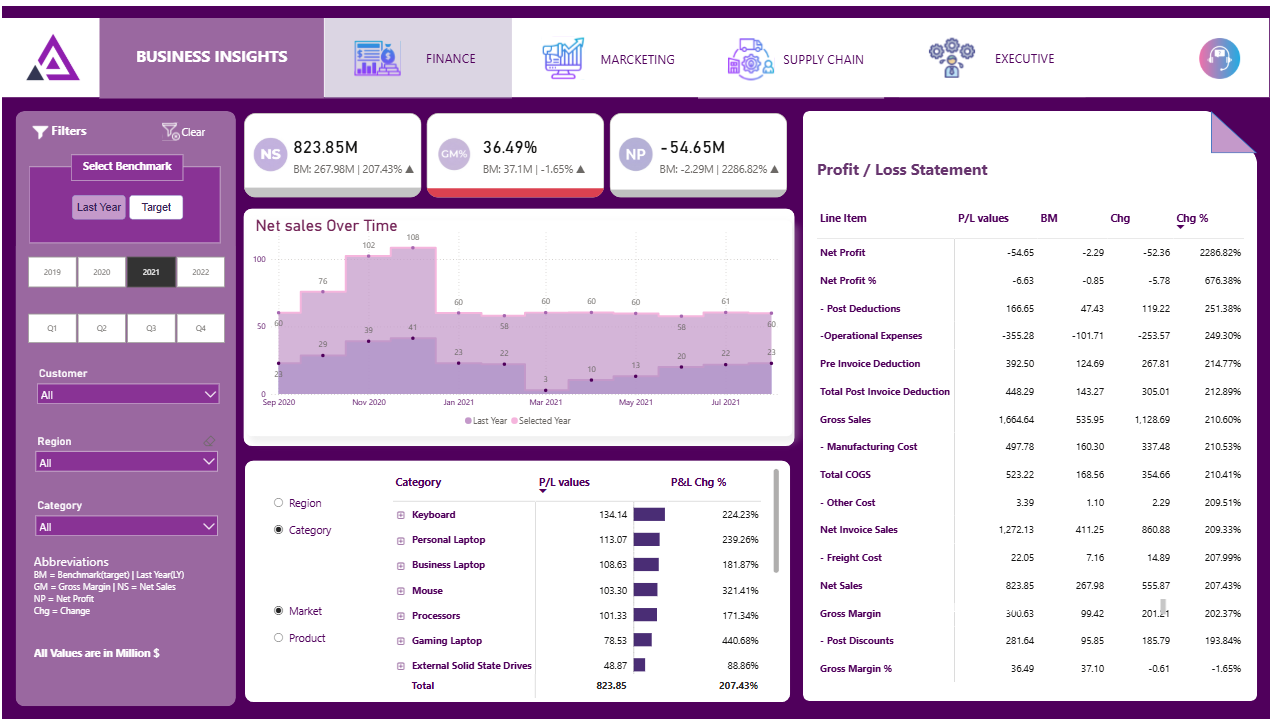 BUSINESS INSIGHTS
FINANCE
MARCKETING
SUPPLY CHAIN
EXECUTIVE
Filters
Clear
Select Benchmark
Last Year
Target
2019 2020 2021 2022
Q1 Q2 Q3 Q4
Customer
All
Region
All
Category
All
Abbreviations
BM = Benchmark(target) | Last Year(LY)
GM = Gross Margin | NS = Net Sales
NP = Net Profit
Chg = Change
All Values are in Million $
NS
823.85M
BM: 267.98M | 207.43% ▲
GM%
36.49%
BM: 37.1M | -1.65% ▲
NP
-54.65M
BM: -2.29M | 2286.82% ▲
Net sales Over Time
100
50
0
60 76 102 108 60 58 60 60 60 58 61 60
23 29 39 41 23 22 3 10 13 20 22 23
Sep 2020 Nov 2020 Jan 2021 Mar 2021 May 2021 Jul 2021
Last Year Selected Year
Region
Category
Market
Product
Category P/L values P&L Chg %
Keyboard 134.14 224.23%
Personal Laptop 113.07 239.26%
Business Laptop 108.63 181.87%
Mouse 103.30 321.41%
Processors 101.33 171.34%
Gaming Laptop 78.53 440.68%
External Solid State Drives 48.87 88.86%
Total 823.85 207.43%
Profit / Loss Statement
Line Item P/L values BM Chg Chg %
Net Profit -54.65 -2.29 -52.36 2286.82%
Net Profit % -6.63 -0.85 -5.78 676.38%
- Post Deductions 166.65 47.43 119.22 251.38%
-Operational Expenses -355.28 -101.71 -253.57 249.30%
Pre Invoice Deduction 392.50 124.69 267.81 214.77%
Total Post Invoice Deduction 448.29 143.27 305.01 212.89%
Gross Sales 1,664.64 535.95 1,128.69 210.60%
- Manufacturing Cost 497.78 160.30 337.48 210.53%
Total COGS 523.22 168.56 354.66 210.41%
- Other Cost 3.39 1.10 2.29 209.51%
Net Invoice Sales 1,272.13 411.25 860.88 209.33%
- Freight Cost 22.05 7.16 14.89 207.99%
Net Sales 823.85 267.98 555.87 207.43%
Gross Margin 300.63 99.42 201.21 202.37%
- Post Discounts 281.64 95.85 185.79 193.84%
Gross Margin % 36.49 37.10 -0.61 -1.65%